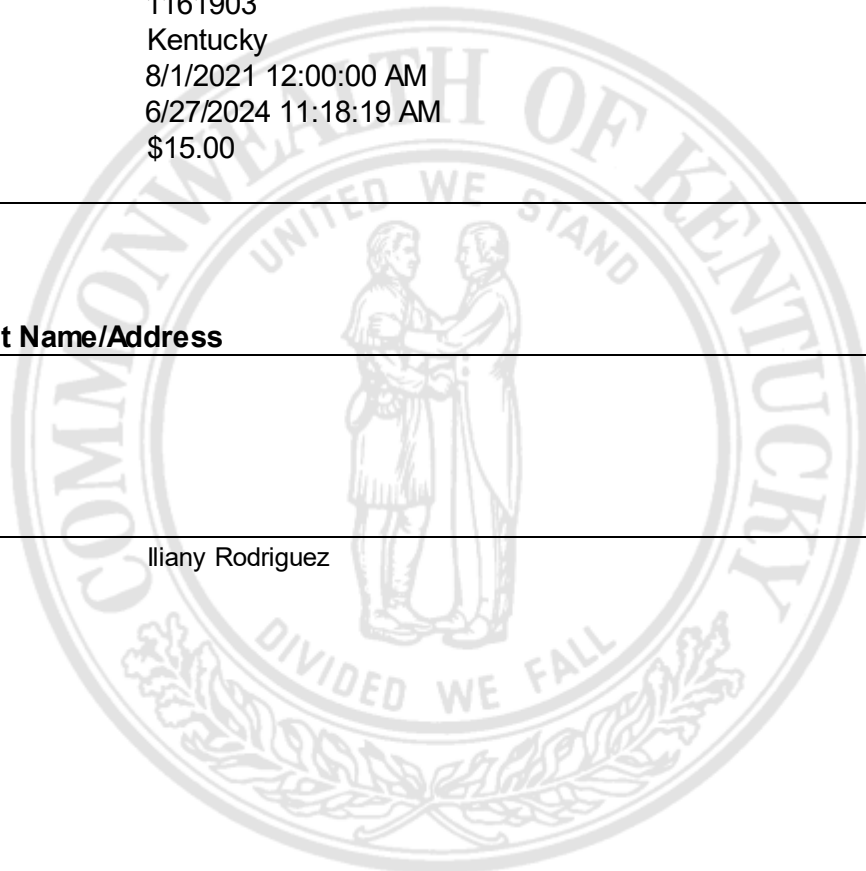 1161903
Kentucky
8/1/2021 12:00:00 AM
6/27/2024 11:18:19 AM
$15.00
COMMONWEALTH OF KENTUCKY
UNITED WE STAND
t Name/Address
Iliany Rodriguez
DIVIDED WE FALL